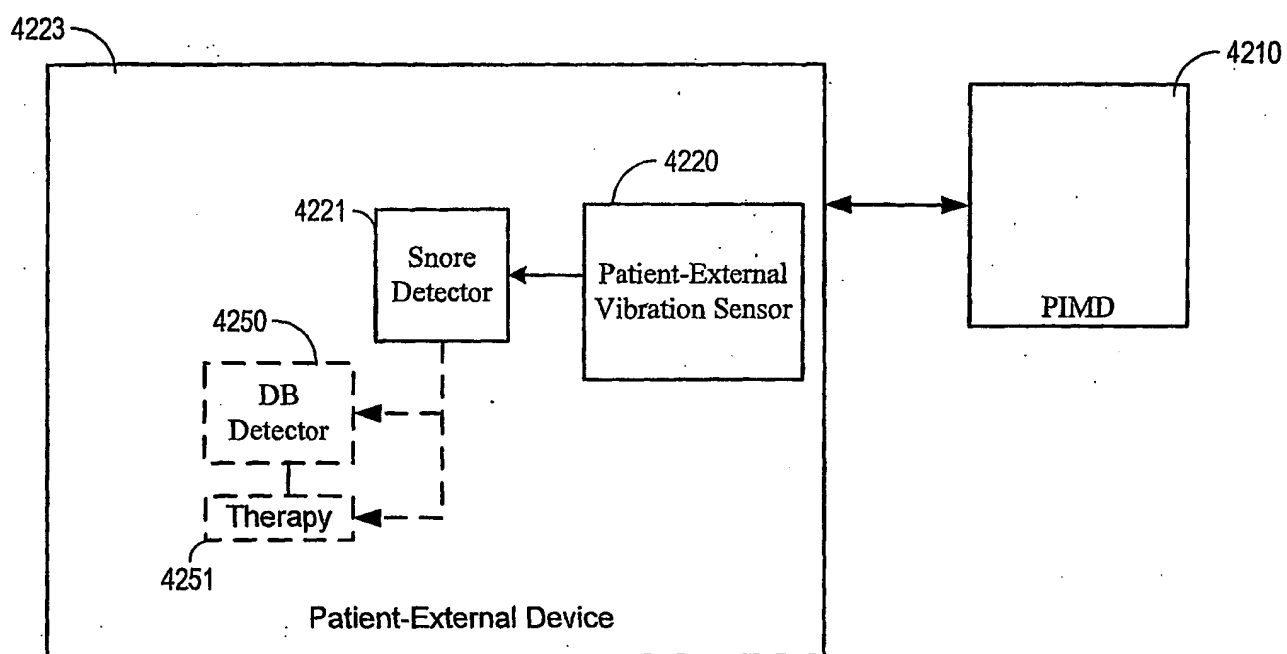 4223
4210
4220
4221
Snore
Detector
Patient-External
Vibration Sensor
PIMD
4250
DB
Detector
Therapy
4251
Patient-External Device